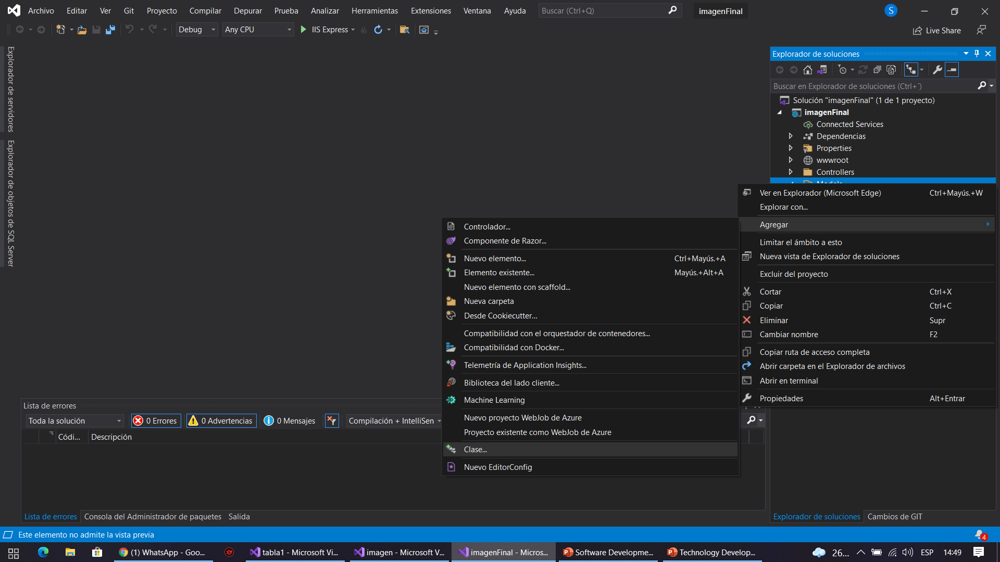 Archivo Editar Ver Git Proyecto Compilar Depurar Prueba Analizar Herramientas Extensiones Ventana Ayuda Buscar (Ctrl+Q) imagenFinal S
Debug Any CPU IIS Express Live Share
Explorador de servidores
Explorador de objetos de SQL Server
Explorador de soluciones
Buscar en Explorador de soluciones (Ctrl+´)
Solución "imagenFinal" (1 de 1 proyecto)
imagenFinal
Connected Services
Dependencias
Properties
wwwroot
Controllers
Models
Ver en Explorador (Microsoft Edge) Ctrl+Mayús.+W
Explorar con...
Agregar
Limitar el ámbito a esto
Nueva vista de Explorador de soluciones
Excluir del proyecto
Cortar Ctrl+X
Copiar Ctrl+C
Eliminar Supr
Cambiar nombre F2
Copiar ruta de acceso completa
Abrir carpeta en el Explorador de archivos
Abrir en terminal
Propiedades Alt+Entrar
Controlador...
Componente de Razor...
Nuevo elemento... Ctrl+Mayús.+A
Elemento existente... Mayús.+Alt+A
Nuevo elemento con scaffold...
Nueva carpeta
Desde Cookiecutter...
Compatibilidad con el orquestador de contenedores...
Compatibilidad con Docker...
Telemetría de Application Insights...
Biblioteca del lado cliente...
Machine Learning
Nuevo proyecto WebJob de Azure
Proyecto existente como WebJob de Azure
Clase...
Nuevo EditorConfig
Lista de errores
Toda la solución 0 Errores 0 Advertencias 0 Mensajes Compilación + IntelliSen
Códi... Descripción
Lista de errores Consola del Administrador de paquetes Salida
Explorador de soluciones Cambios de GIT
Este elemento no admite la vista previa 4
(1) WhatsApp - Goo... tabla1 - Microsoft Vi... imagen - Microsoft V... imagenFinal - Micros... Software Developme... Technology Develop... 26... ESP 14:49